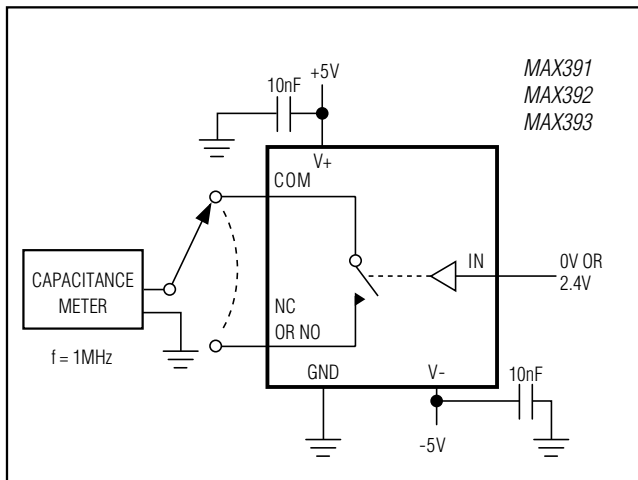 MAX391
MAX392
MAX393
10nF
+5V
V+
COM
CAPACITANCE
METER
f = 1MHz
NC
OR NO
IN
0V OR
2.4V
GND
V-
10nF
-5V